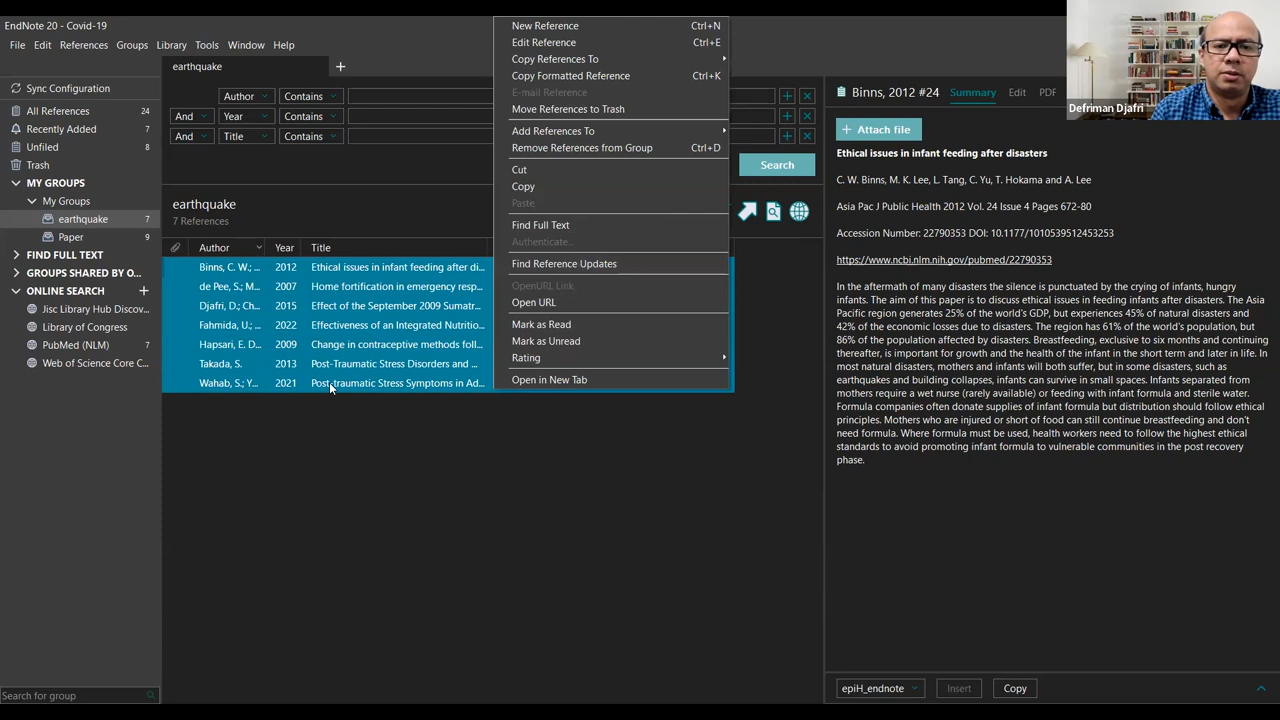 EndNote 20 - Covid-19
File Edit References Groups Library Tools Window Help
Sync Configuration
All References 24
Recently Added 7
Unfiled 8
Trash
MY GROUPS
My Groups
earthquake 7
Paper 9
FIND FULL TEXT
GROUPS SHARED BY O...
ONLINE SEARCH +
Jisc Library Hub Discov...
Library of Congress
PubMed (NLM) 7
Web of Science Core C...
Search for group
earthquake +
Author Contains
And Year Contains
And Title Contains
Search
earthquake
7 References
Author Year Title
Binns, C. W.; ... 2012 Ethical issues in infant feeding after di...
de Pee, S.; M... 2007 Home fortification in emergency resp...
Djafri, D.; Ch... 2015 Effect of the September 2009 Sumatr...
Fahmida, U.; ... 2022 Effectiveness of an Integrated Nutritio...
Hapsari, E. D... 2009 Change in contraceptive methods foll...
Takada, S. 2013 Post-Traumatic Stress Disorders and ...
Wahab, S.; Y... 2021 Post-traumatic Stress Symptoms in Ad...
New Reference Ctrl+N
Edit Reference Ctrl+E
Copy References To
Copy Formatted Reference Ctrl+K
E-mail Reference
Move References to Trash
Add References To
Remove References from Group Ctrl+D
Cut
Copy
Paste
Find Full Text
Authenticate...
Find Reference Updates
OpenURL Link
Open URL
Mark as Read
Mark as Unread
Rating
Open in New Tab
Defriman Djafri
Binns, 2012 #24 Summary Edit PDF
+ Attach file
Ethical issues in infant feeding after disasters
C. W. Binns, M. K. Lee, L. Tang, C. Yu, T. Hokama and A. Lee
Asia Pac J Public Health 2012 Vol. 24 Issue 4 Pages 672-80
Accession Number: 22790353 DOI: 10.1177/1010539512453253
https://www.ncbi.nlm.nih.gov/pubmed/22790353
In the aftermath of many disasters the silence is punctuated by the crying of infants, hungry
infants. The aim of this paper is to discuss ethical issues in feeding infants after disasters. The Asia
Pacific region generates 25% of the world's GDP, but experiences 45% of natural disasters and
42% of the economic losses due to disasters. The region has 61% of the world's population, but
86% of the population affected by disasters. Breastfeeding, exclusive to six months and continuing
thereafter, is important for growth and the health of the infant in the short term and later in life. In
most natural disasters, mothers and infants will both suffer, but in some disasters, such as
earthquakes and building collapses, infants can survive in small spaces. Infants separated from
mothers require a wet nurse (rarely available) or feeding with infant formula and sterile water.
Formula companies often donate supplies of infant formula but distribution should follow ethical
principles. Mothers who are injured or short of food can still continue breastfeeding and don't
need formula. Where formula must be used, health workers need to follow the highest ethical
standards to avoid promoting infant formula to vulnerable communities in the post recovery
phase.
epiH_endnote Insert Copy